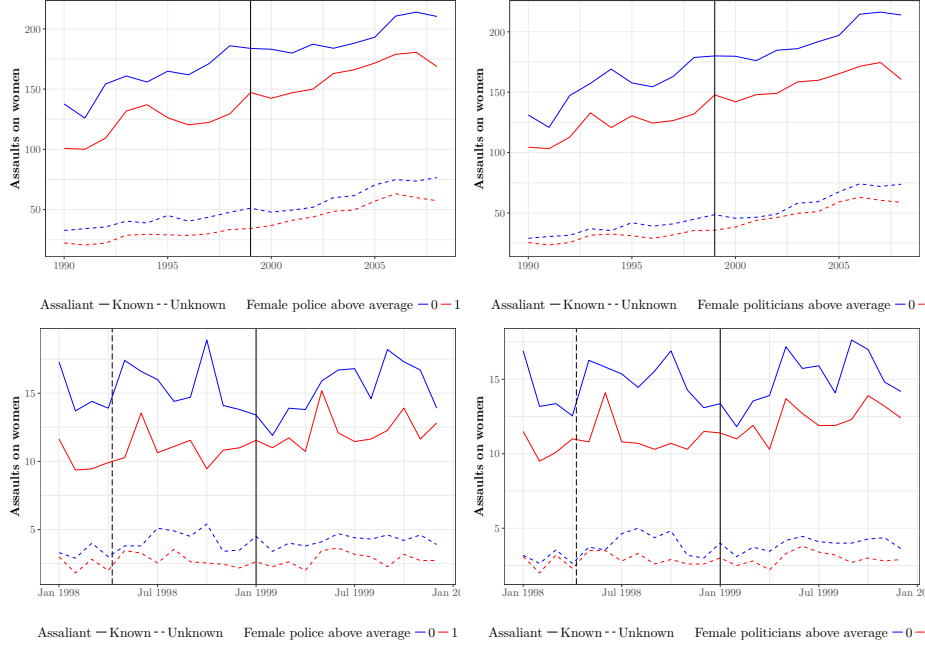 Assaults on women
200
150
100
50
1990 1995 2000 2005
Assaliant Known Unknown Female police above average 0 1
Assaults on women
200
150
100
50
1990 1995 2000 2005
Assaliant Known Unknown Female politicians above average 0
Assaults on women
15
10
5
Jan 1998 Jul 1998 Jan 1999 Jul 1999 Jan 20
Assaliant Known Unknown Female police above average 0 1
Assaults on women
15
10
5
Jan 1998 Jul 1998 Jan 1999 Jul 1999 Jan 20
Assaliant Known Unknown Female politicians above average 0